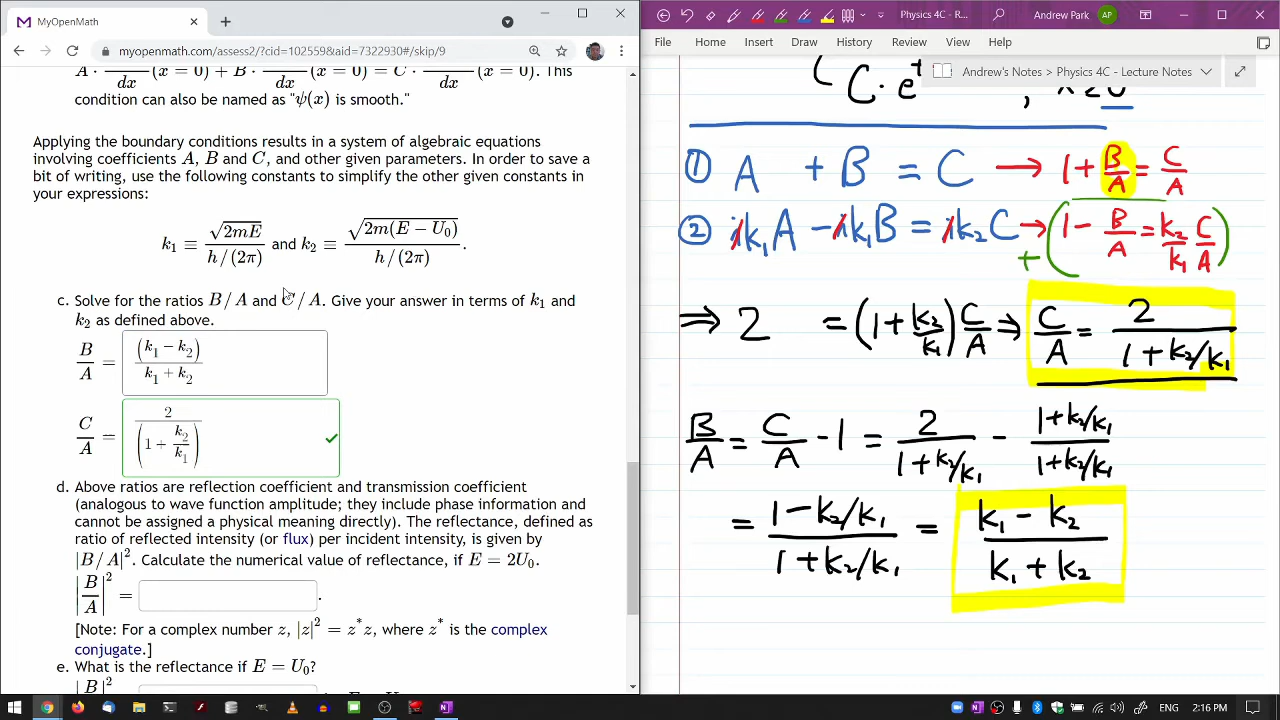 MyOpenMath
myopenmath.com/assess2/?cid=102559&aid=7322930#/skip/9
A · dx (x = 0) + B · dx (x = 0) = C · dx (x = 0). This
condition can also be named as "ψ(x) is smooth."
Applying the boundary conditions results in a system of algebraic equations
involving coefficients A, B and C, and other given parameters. In order to save a
bit of writing, use the following constants to simplify the other given constants in
your expressions:
k₁ ≡ √(2mE) / h/(2π) and k₂ ≡ √(2m(E − U₀)) / h/(2π).
c. Solve for the ratios B/A and C/A. Give your answer in terms of k₁ and
k₂ as defined above.
B/A = (k₁ − k₂) / k₁ + k₂
C/A = 2 / (1 + k₂/k₁)
d. Above ratios are reflection coefficient and transmission coefficient
(analogous to wave function amplitude; they include phase information and
cannot be assigned a physical meaning directly). The reflectance, defined as
ratio of reflected intensity (or flux) per incident intensity, is given by
|B/A|². Calculate the numerical value of reflectance, if E = 2U₀.
|B/A|² =
[Note: For a complex number z, |z|² = z*z, where z* is the complex
conjugate.]
e. What is the reflectance if E = U₀?
|B
Physics 4C - R...
Andrew Park
AP
File Home Insert Draw History Review View Help
Andrew's Notes > Physics 4C - Lecture Notes
C · e
① A + B = C → 1 + B/A = C/A
② ik₁A − ik₁B = ik₂C → 1 − B/A = k₂/k₁ C/A
+
⇒ 2 = (1 + k₂/k₁) C/A ⇒ C/A = 2 / 1 + k₂/k₁
B/A = C/A − 1 = 2 / 1 + k₂/k₁ − 1 + k₂/k₁ / 1 + k₂/k₁
= 1 − k₂/k₁ / 1 + k₂/k₁ = k₁ − k₂ / k₁ + k₂
2:16 PM